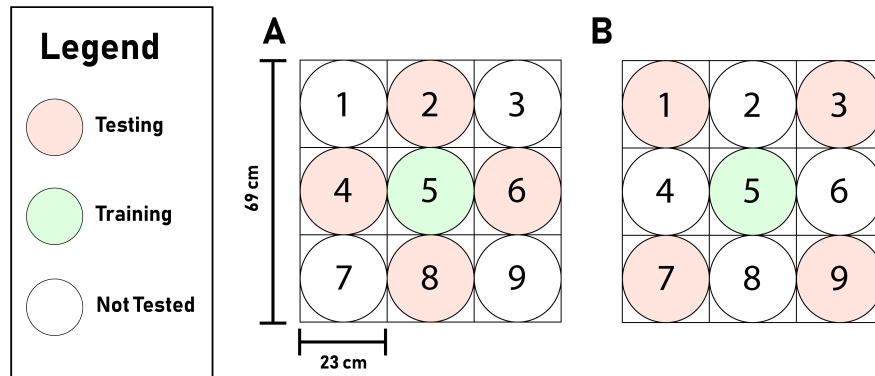 Legend
Testing
Training
Not Tested
A
69 cm
1 2 3
4 5 6
7 8 9
23 cm
B
1 2 3
4 5 6
7 8 9